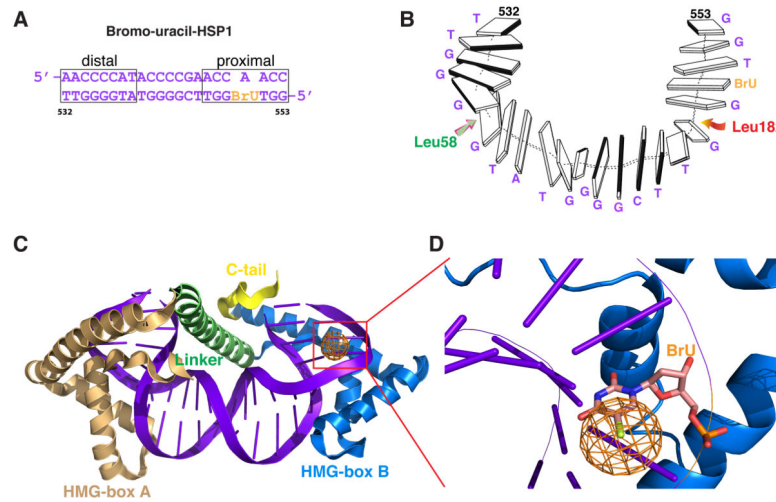 A
Bromo-uracil-HSP1
distal
proximal
5′ AACCCCATACCCCGAACC A ACC
TTGGGGTATGGGGCTTGGBrUTGG-5′
532
553
B
532
553
T
T
G
G
G
G
T
A
T
G
G
G
G
C
T
T
G
G
BrU
T
G
G
Leu58
Leu18
C
C-tail
Linker
HMG-box A
HMG-box B
D
BrU